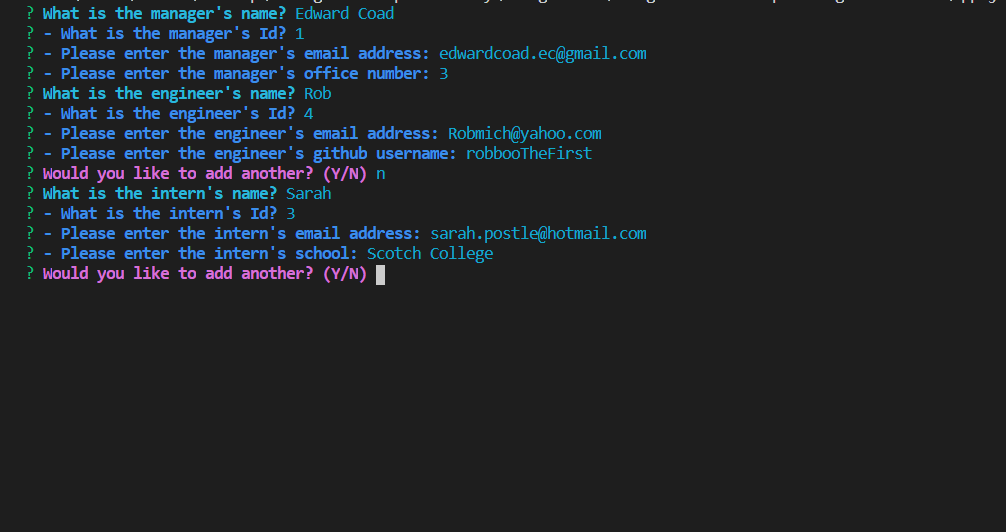 ? What is the manager's name? Edward Coad
? - What is the manager's Id? 1
? - Please enter the manager's email address: edwardcoad.ec@gmail.com
? - Please enter the manager's office number: 3
? What is the engineer's name? Rob
? - What is the engineer's Id? 4
? - Please enter the engineer's email address: Robmich@yahoo.com
? - Please enter the engineer's github username: robbooTheFirst
? Would you like to add another? (Y/N) n
? What is the intern's name? Sarah
? - What is the intern's Id? 3
? - Please enter the intern's email address: sarah.postle@hotmail.com
? - Please enter the intern's school: Scotch College
? Would you like to add another? (Y/N)